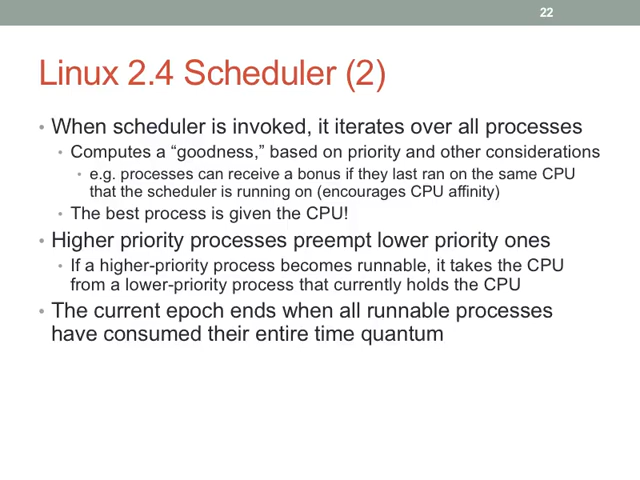 22
Linux 2.4 Scheduler (2)
• When scheduler is invoked, it iterates over all processes
• Computes a “goodness,” based on priority and other considerations
• e.g. processes can receive a bonus if they last ran on the same CPU
that the scheduler is running on (encourages CPU affinity)
• The best process is given the CPU!
• Higher priority processes preempt lower priority ones
• If a higher-priority process becomes runnable, it takes the CPU
from a lower-priority process that currently holds the CPU
• The current epoch ends when all runnable processes
have consumed their entire time quantum